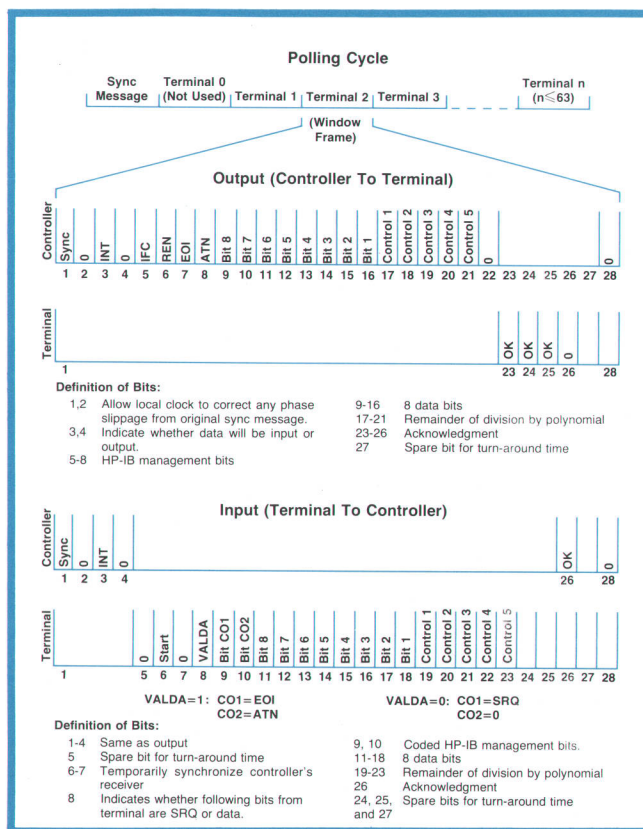 Polling Cycle
Sync Message
Terminal 0 (Not Used)
Terminal 1
Terminal 2
Terminal 3
Terminal n (n≤63)
(Window Frame)
Output (Controller To Terminal)
Controller
Sync
0
INT
0
IFC
REN
EOI
ATN
Bit 8
Bit 7
Bit 6
Bit 5
Bit 4
Bit 3
Bit 2
Bit 1
Control 1
Control 2
Control 3
Control 4
Control 5
0
0
1 2 3 4 5 6 7 8 9 10 11 12 13 14 15 16 17 18 19 20 21 22 23 24 25 26 27 28
Terminal
OK
OK
OK
0
1 23 24 25 26 28
Definition of Bits:
1,2 Allow local clock to correct any phase
slippage from original sync message.
3,4 Indicate whether data will be input or
output.
5-8 HP-IB management bits
9-16 8 data bits
17-21 Remainder of division by polynomial
23-26 Acknowledgment
27 Spare bit for turn-around time
Input (Terminal To Controller)
Controller
Sync
0
INT
0
OK
0
1 2 3 4 26 28
Terminal
0
Start
0
VALDA
Bit CO1
Bit CO2
Bit 8
Bit 7
Bit 6
Bit 5
Bit 4
Bit 3
Bit 2
Bit 1
Control 1
Control 2
Control 3
Control 4
Control 5
1 5 6 7 8 9 10 11 12 13 14 15 16 17 18 19 20 21 22 23 24 25 26 27 28
VALDA=1: CO1=EOI
CO2=ATN
VALDA=0: CO1=SRQ
CO2=0
Definition of Bits:
1-4 Same as output
5 Spare bit for turn-around time
6-7 Temporarily synchronize controller's
receiver
8 Indicates whether following bits from
terminal are SRQ or data.
9, 10 Coded HP-IB management bits.
11-18 8 data bits
19-23 Remainder of division by polynomial
26 Acknowledgment
24, 25, Spare bits for turn-around time
and 27